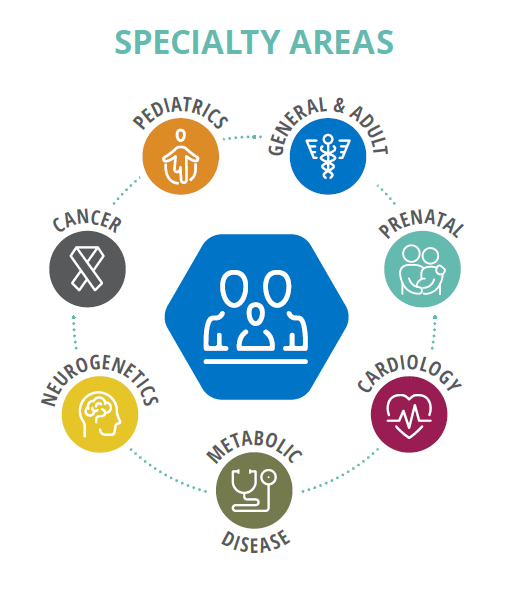 SPECIALTY AREAS
PEDIATRICS
GENERAL & ADULT
CANCER
PRENATAL
NEUROGENETICS
CARDIOLOGY
METABOLIC
DISEASE